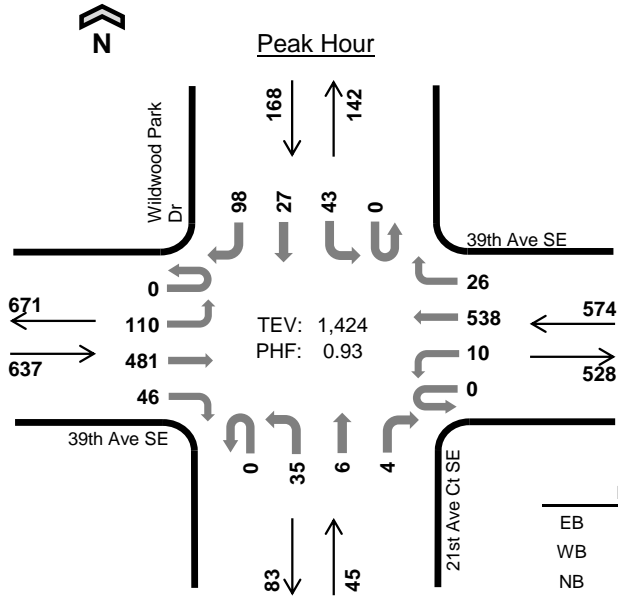 N
Peak Hour
168
142
Wildwood Park
Dr
98
27
43
0
39th Ave SE
0
26
671
110
TEV: 1,424
538
574
637
481
PHF: 0.93
10
528
46
0
39th Ave SE
0
35
6
4
21st Ave Ct SE
83
45
EB
WB
NB